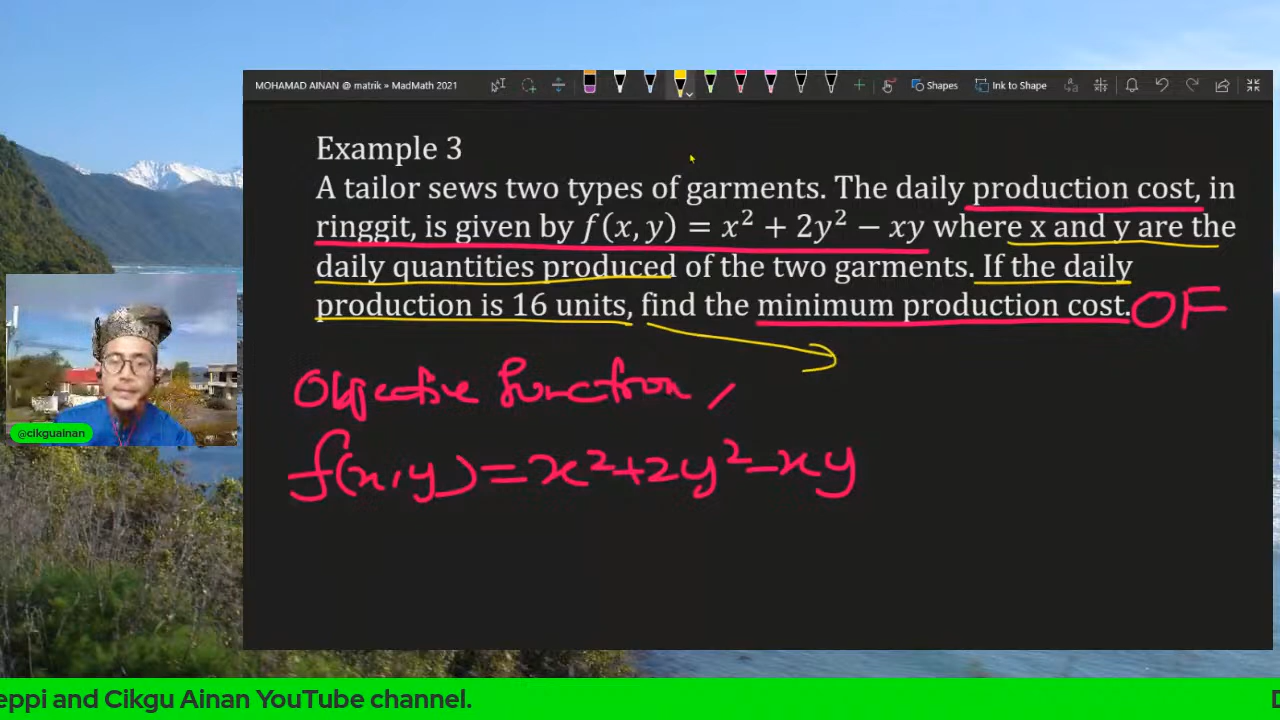 MOHAMAD AINAN @ matrik » MadMath 2021
Shapes
Ink to Shape
Example 3
A tailor sews two types of garments. The daily production cost, in
ringgit, is given by f(x, y) = x² + 2y² − xy where x and y are the
daily quantities produced of the two garments. If the daily
production is 16 units, find the minimum production cost. OF
Objective function,
f(x,y)=x²+2y²-xy
@cikguainan
eppi and Cikgu Ainan YouTube channel.